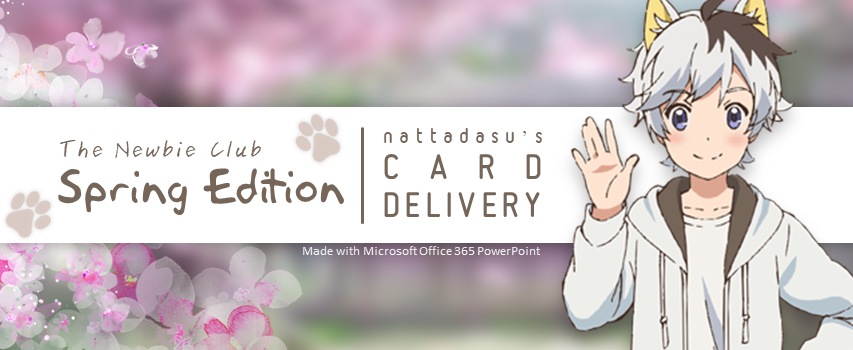 The Newbie Club
Spring Edition
nattadasu's
CARD
DELIVERY
Made with Microsoft Office 365 PowerPoint